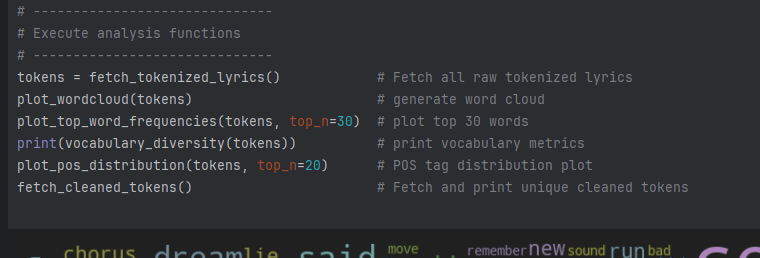 # ------------------------------
# Execute analysis functions
# ------------------------------
tokens = fetch_tokenized_lyrics()            # Fetch all raw tokenized lyrics
plot_wordcloud(tokens)                       # generate word cloud
plot_top_word_frequencies(tokens, top_n=30)  # plot top 30 words
print(vocabulary_diversity(tokens))          # print vocabulary metrics
plot_pos_distribution(tokens, top_n=20)      # POS tag distribution plot
fetch_cleaned_tokens()                       # Fetch and print unique cleaned tokens
chorus dream lie said move remember new sound run bad